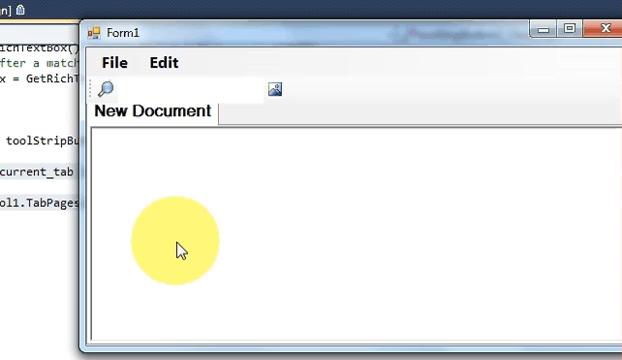 n]
Form1
ichTextBox()
fter a match
File Edit
x = GetRichT
New Document
toolStripBu
current_tab
ol1.TabPages